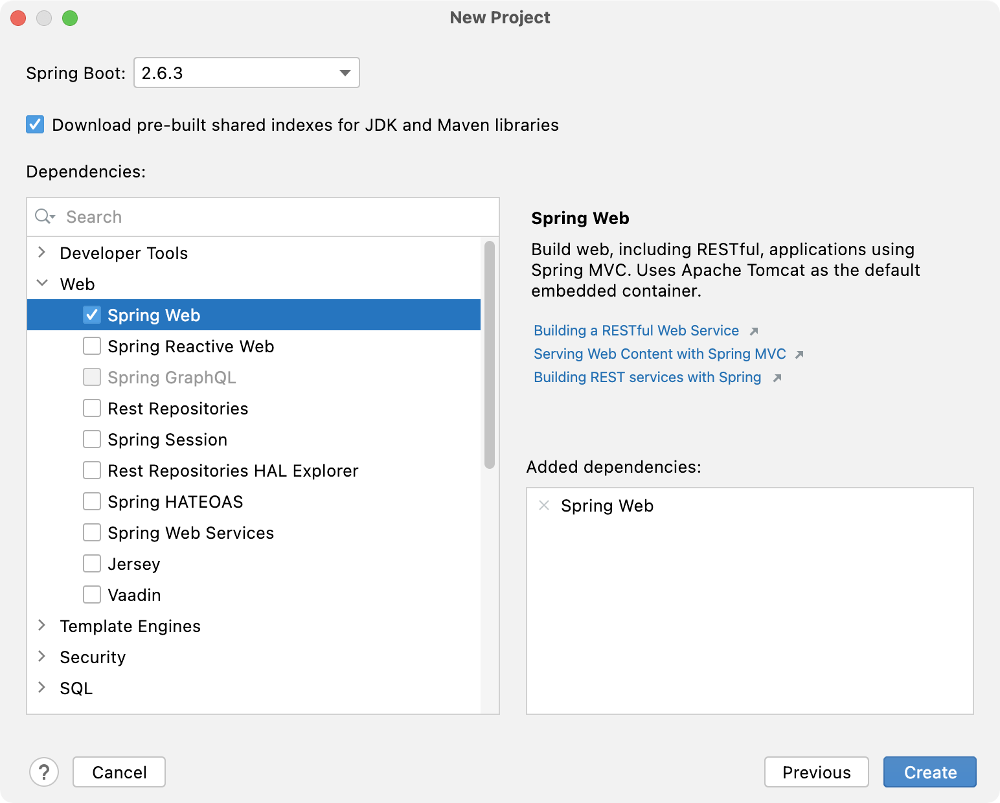 New Project
Spring Boot: 2.6.3
Download pre-built shared indexes for JDK and Maven libraries
Dependencies:
Search
Developer Tools
Web
Spring Web
Spring Reactive Web
Spring GraphQL
Rest Repositories
Spring Session
Rest Repositories HAL Explorer
Spring HATEOAS
Spring Web Services
Jersey
Vaadin
Template Engines
Security
SQL
Spring Web
Build web, including RESTful, applications using
Spring MVC. Uses Apache Tomcat as the default
embedded container.
Building a RESTful Web Service
Serving Web Content with Spring MVC
Building REST services with Spring
Added dependencies:
Spring Web
? Cancel Previous Create